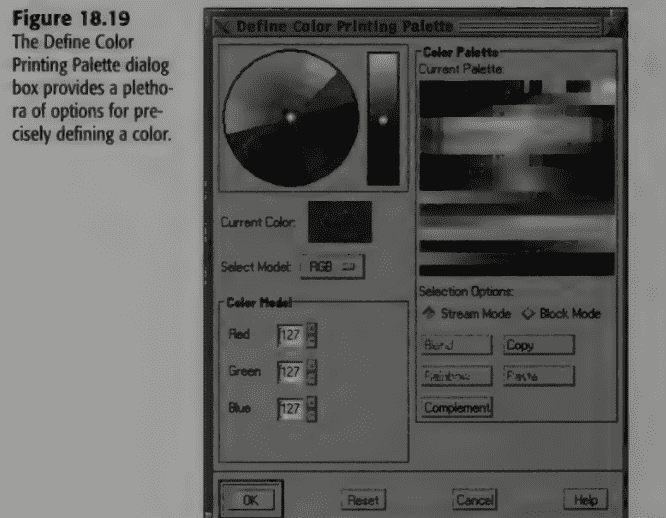 Figure 18.19
The Define Color
Printing Palette dialog
box provides a pletho-
ra of options for pre-
cisely defining a color.
Define Color Printing Palette
Color Palette
Current Palette:
Current Color:
Select Model: RGB
Selection Options:
Stream Mode Block Mode
Color Model
Red 127
Green 127
Blue 127
Blend Copy
Rainbow Paste
Complement
OK Reset Cancel Help